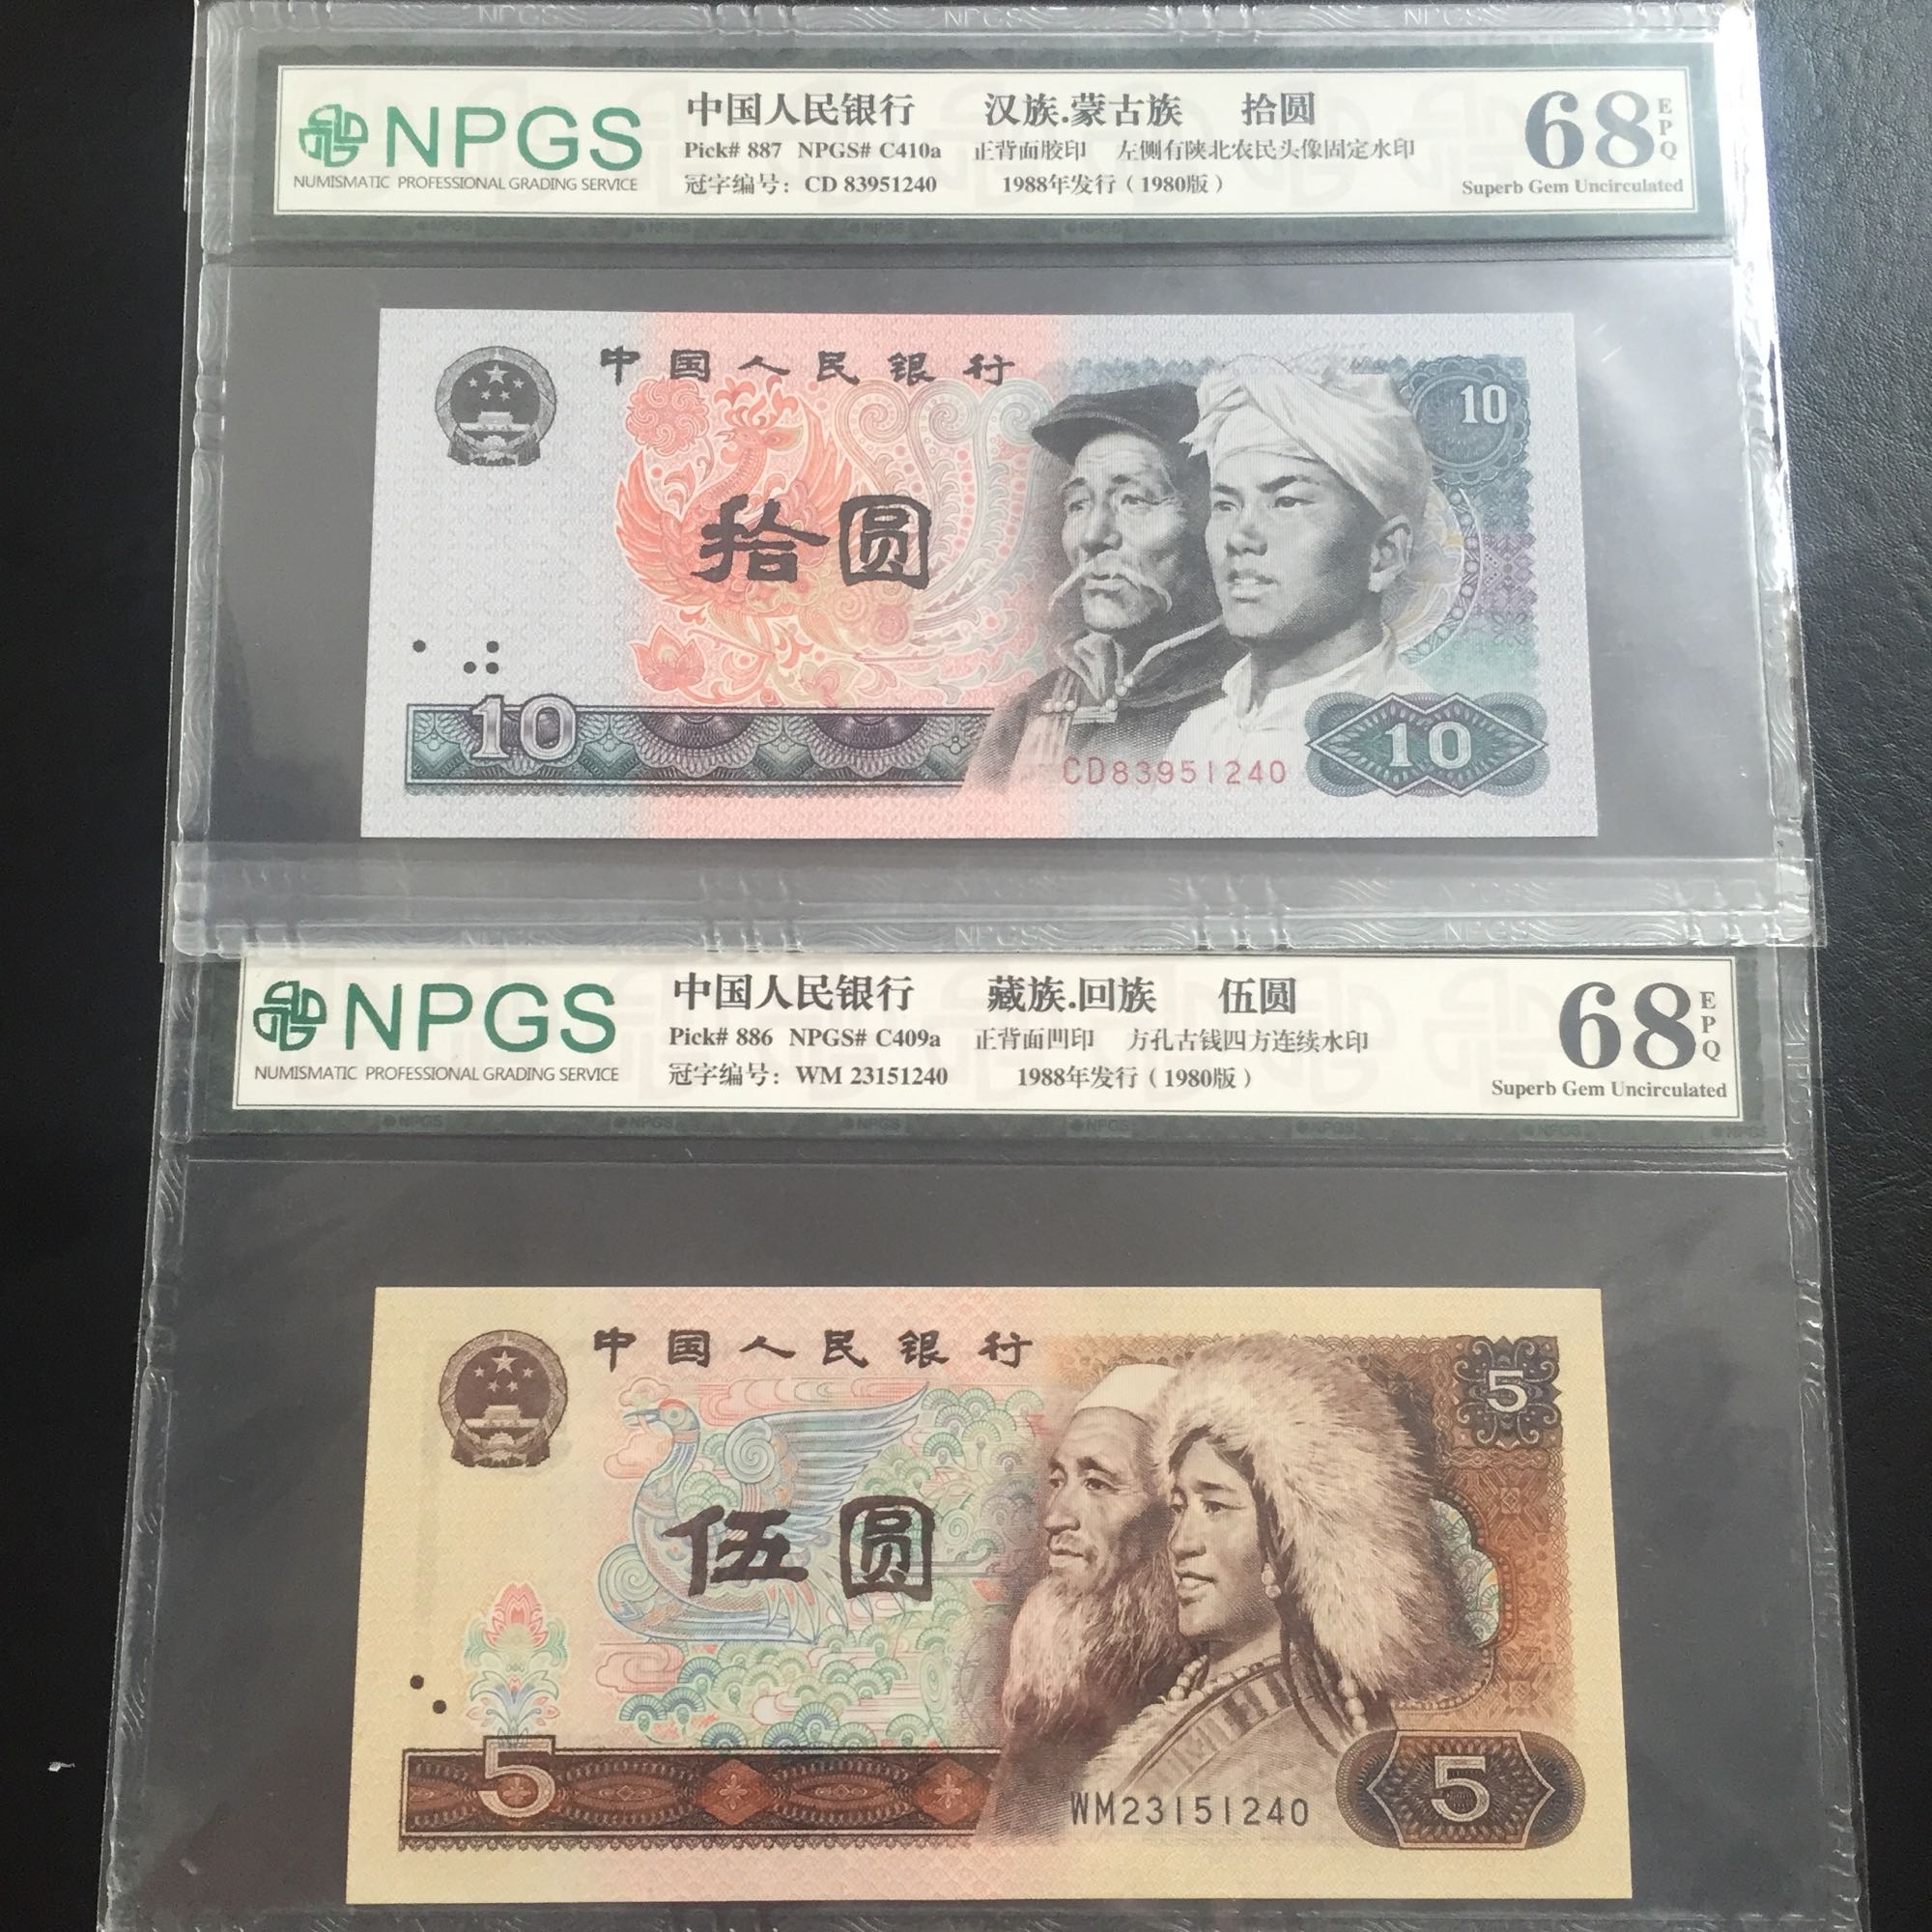 NPGS
NUMISMATIC PROFESSIONAL GRADING SERVICE
中国人民银行 汉族.蒙古族 拾圆
Pick# 887 NPGS# C410a 正背面胶印 左侧有陕北农民头像固定水印
冠字编号: CD 83951240 1988年发行(1980版)
68 EPQ
Superb Gem Uncirculated
中国人民银行
10
拾圆
10
CD83951240
10
NPGS
NUMISMATIC PROFESSIONAL GRADING SERVICE
中国人民银行 藏族.回族 伍圆
Pick# 886 NPGS# C409a 正背面凹印 方孔古钱四方连续水印
冠字编号: WM 23151240 1988年发行(1980版)
68 EPQ
Superb Gem Uncirculated
NPGS NPGS NPGS NPGS NPGS NPGS
中国人民银行
5
伍圆
5
WM23151240
5